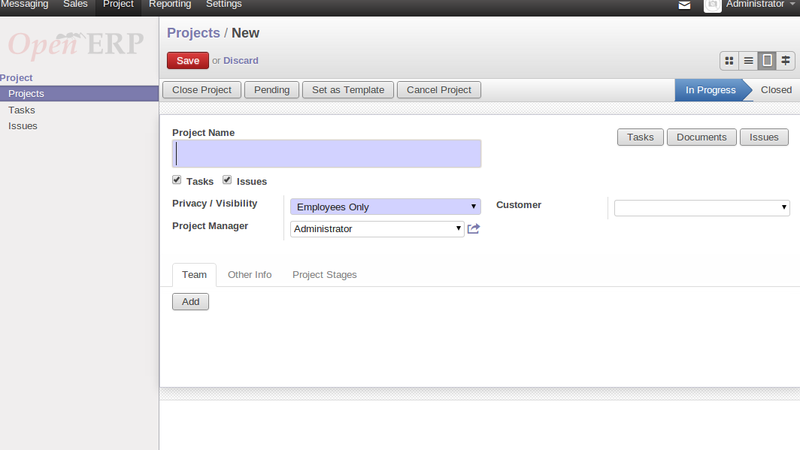 Messaging Sales Project Reporting Settings Administrator
Open ERP
Projects / New
Save or Discard
Project
Projects
Tasks
Issues
Close Project Pending Set as Template Cancel Project In Progress Closed
Project Name
Tasks Documents Issues
Tasks Issues
Privacy / Visibility Employees Only Customer
Project Manager Administrator
Team Other Info Project Stages
Add